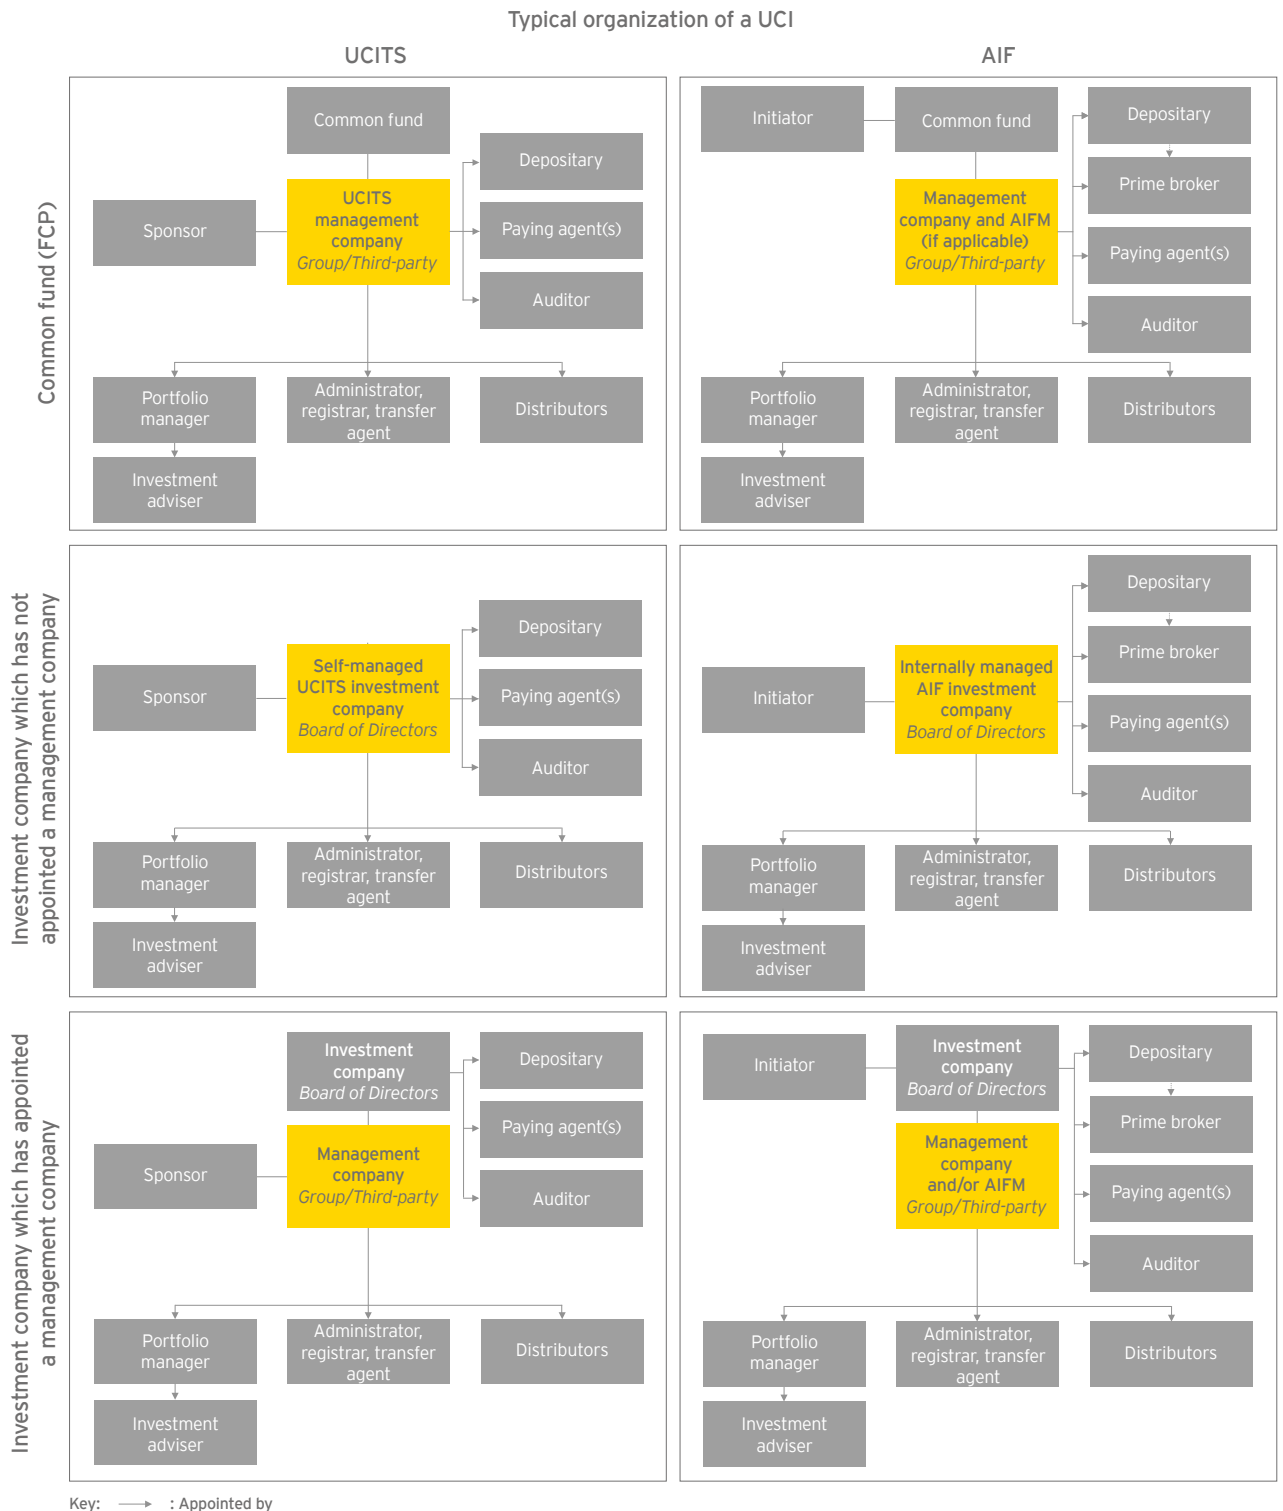 Typical organization of a UCI
UCITS
AIF
Common fund (FCP)
Common fund
Sponsor
UCITS
management
company
Group/Third-party
Depositary
Paying agent(s)
Auditor
Portfolio
manager
Administrator,
registrar, transfer
agent
Distributors
Investment
adviser
Initiator
Common fund
Management
company and AIFM
(if applicable)
Group/Third-party
Depositary
Prime broker
Paying agent(s)
Auditor
Portfolio
manager
Administrator,
registrar, transfer
agent
Distributors
Investment
adviser
Investment company which has not
appointed a management company
Sponsor
Self-managed
UCITS investment
company
Board of Directors
Depositary
Paying agent(s)
Auditor
Portfolio
manager
Administrator,
registrar, transfer
agent
Distributors
Investment
adviser
Initiator
Internally managed
AIF investment
company
Board of Directors
Depositary
Prime broker
Paying agent(s)
Auditor
Portfolio
manager
Administrator,
registrar, transfer
agent
Distributors
Investment
adviser
Investment company which has appointed
a management company
Investment
company
Board of Directors
Sponsor
Management
company
Group/Third-party
Depositary
Paying agent(s)
Auditor
Portfolio
manager
Administrator,
registrar, transfer
agent
Distributors
Investment
adviser
Initiator
Investment
company
Board of Directors
Management
company
and/or AIFM
Group/Third-party
Depositary
Prime broker
Paying agent(s)
Auditor
Portfolio
manager
Administrator,
registrar, transfer
agent
Distributors
Investment
adviser
Key: : Appointed by